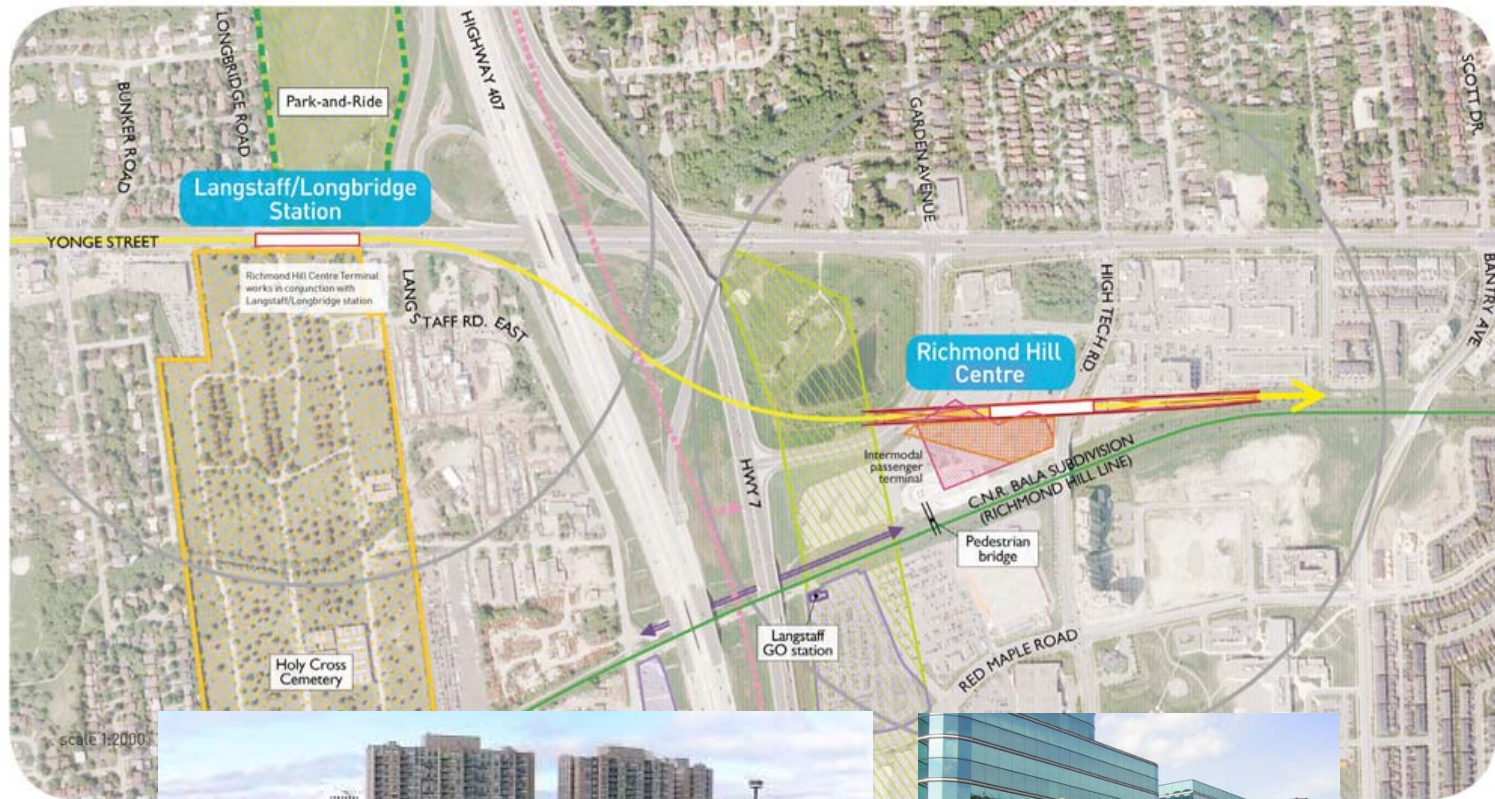 LONGBRIDGE ROAD
BUNKER ROAD
Park-and-Ride
HIGHWAY 407
GARDEN AVENUE
SCOTT DR.
Langstaff/Longbridge
Station
YONGE STREET
Richmond Hill Centre Terminal
works in conjunction with
Langstaff/Longbridge station
LANGSTAFF RD. EAST
HIGH TECH RD.
BANTRY AVE
Richmond Hill
Centre
HWY 7
Intermodal
passenger
terminal
C.N.R. BALA SUBDIVISION
(RICHMOND HILL LINE)
Pedestrian
bridge
Langstaff
GO station
RED MAPLE ROAD
Holy Cross
Cemetery
scale 1:2000